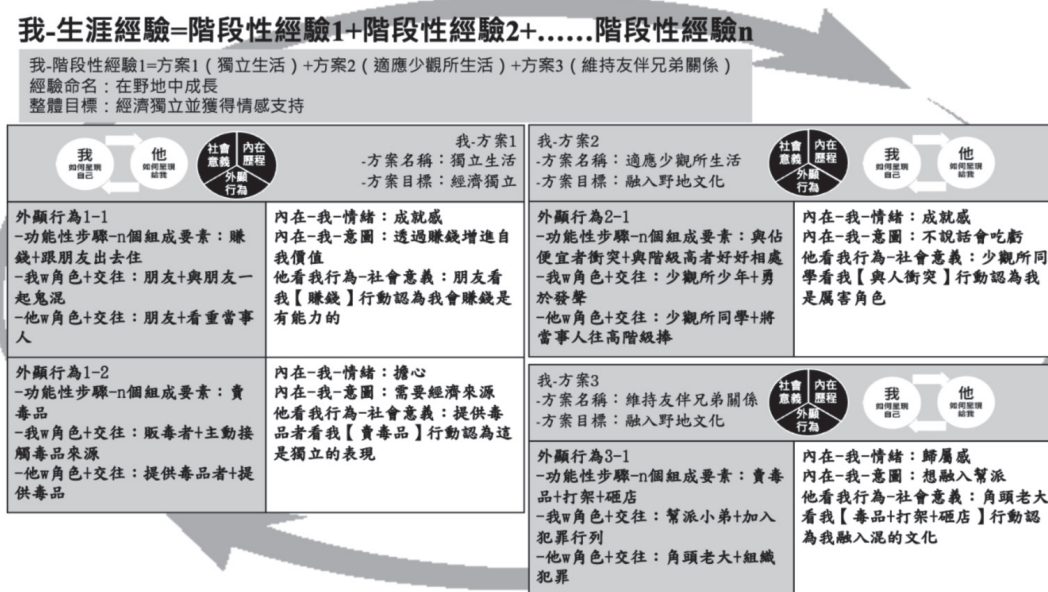 我-生涯經驗=階段性經驗1+階段性經驗2+……階段性經驗n
我-階段性經驗1=方案1（獨立生活）+方案2（適應少觀所生活）+方案3（維持友伴兄弟關係）
經驗命名：在野地中成長
整體目標：經濟獨立並獲得情感支持
我
如何呈現
自己
他
如何呈現
給我
社會
意義
內在
歷程
外顯
行為
我-方案1
-方案名稱：獨立生活
-方案目標：經濟獨立
外顯行為1-1
-功能性步驟-n個組成要素：賺
錢+跟朋友出去住
-我w角色+交往：朋友+與朋友一
起鬼混
-他w角色+交往：朋友+看重當事
人
內在-我-情緒：成就感
內在-我-意圖：透過賺錢增進自
我價值
他看我行為-社會意義：朋友看
我【賺錢】行動認為我會賺錢是
有能力的
外顯行為1-2
-功能性步驟-n個組成要素：賣
毒品
-我w角色+交往：販毒者+主動接
觸毒品來源
-他w角色+交往：提供毒品者+提
供毒品
內在-我-情緒：擔心
內在-我-意圖：需要經濟來源
他看我行為-社會意義：提供毒
品者看我【賣毒品】行動認為這
是獨立的表現
我-方案2
-方案名稱：適應少觀所生活
-方案目標：融入野地文化
社會
意義
內在
歷程
外顯
行為
我
如何呈現
自己
他
如何呈現
給我
外顯行為2-1
-功能性步驟-n個組成要素：與佔
便宜者衝突+與階級高者好好相處
-我w角色+交往：少觀所少年+勇
於發聲
-他w角色+交往：少觀所同學+將
當事人往高階級捧
內在-我-情緒：成就感
內在-我-意圖：不說話會吃虧
他看我行為-社會意義：少觀所同
學看我【與人衝突】行動認為我
是厲害角色
我-方案3
-方案名稱：維持友伴兄弟關係
-方案目標：融入野地文化
社會
意義
內在
歷程
外顯
行為
我
如何呈現
自己
他
如何呈現
給我
外顯行為3-1
-功能性步驟-n個組成要素：賣毒
品+打架+砸店
-我w角色+交往：幫派小弟+加入
犯罪行列
-他w角色+交往：角頭老大+組織
犯罪
內在-我-情緒：歸屬感
內在-我-意圖：想融入幫派
他看我行為-社會意義：角頭老大
看我【毒品+打架+砸店】行動認
為我融入混的文化